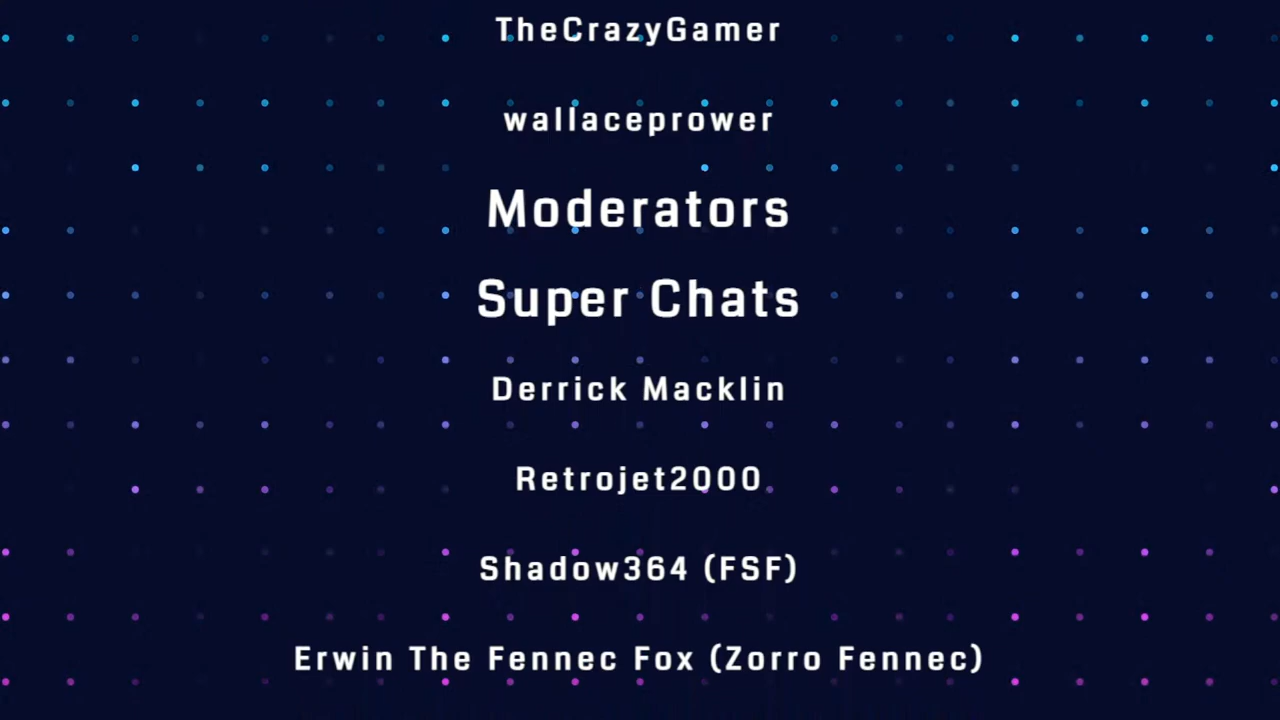 TheCrazyGamer
wallaceprower
Moderators
Super Chats
Derrick Macklin
Retrojet2000
Shadow364 (FSF)
Erwin The Fennec Fox (Zorro Fennec)